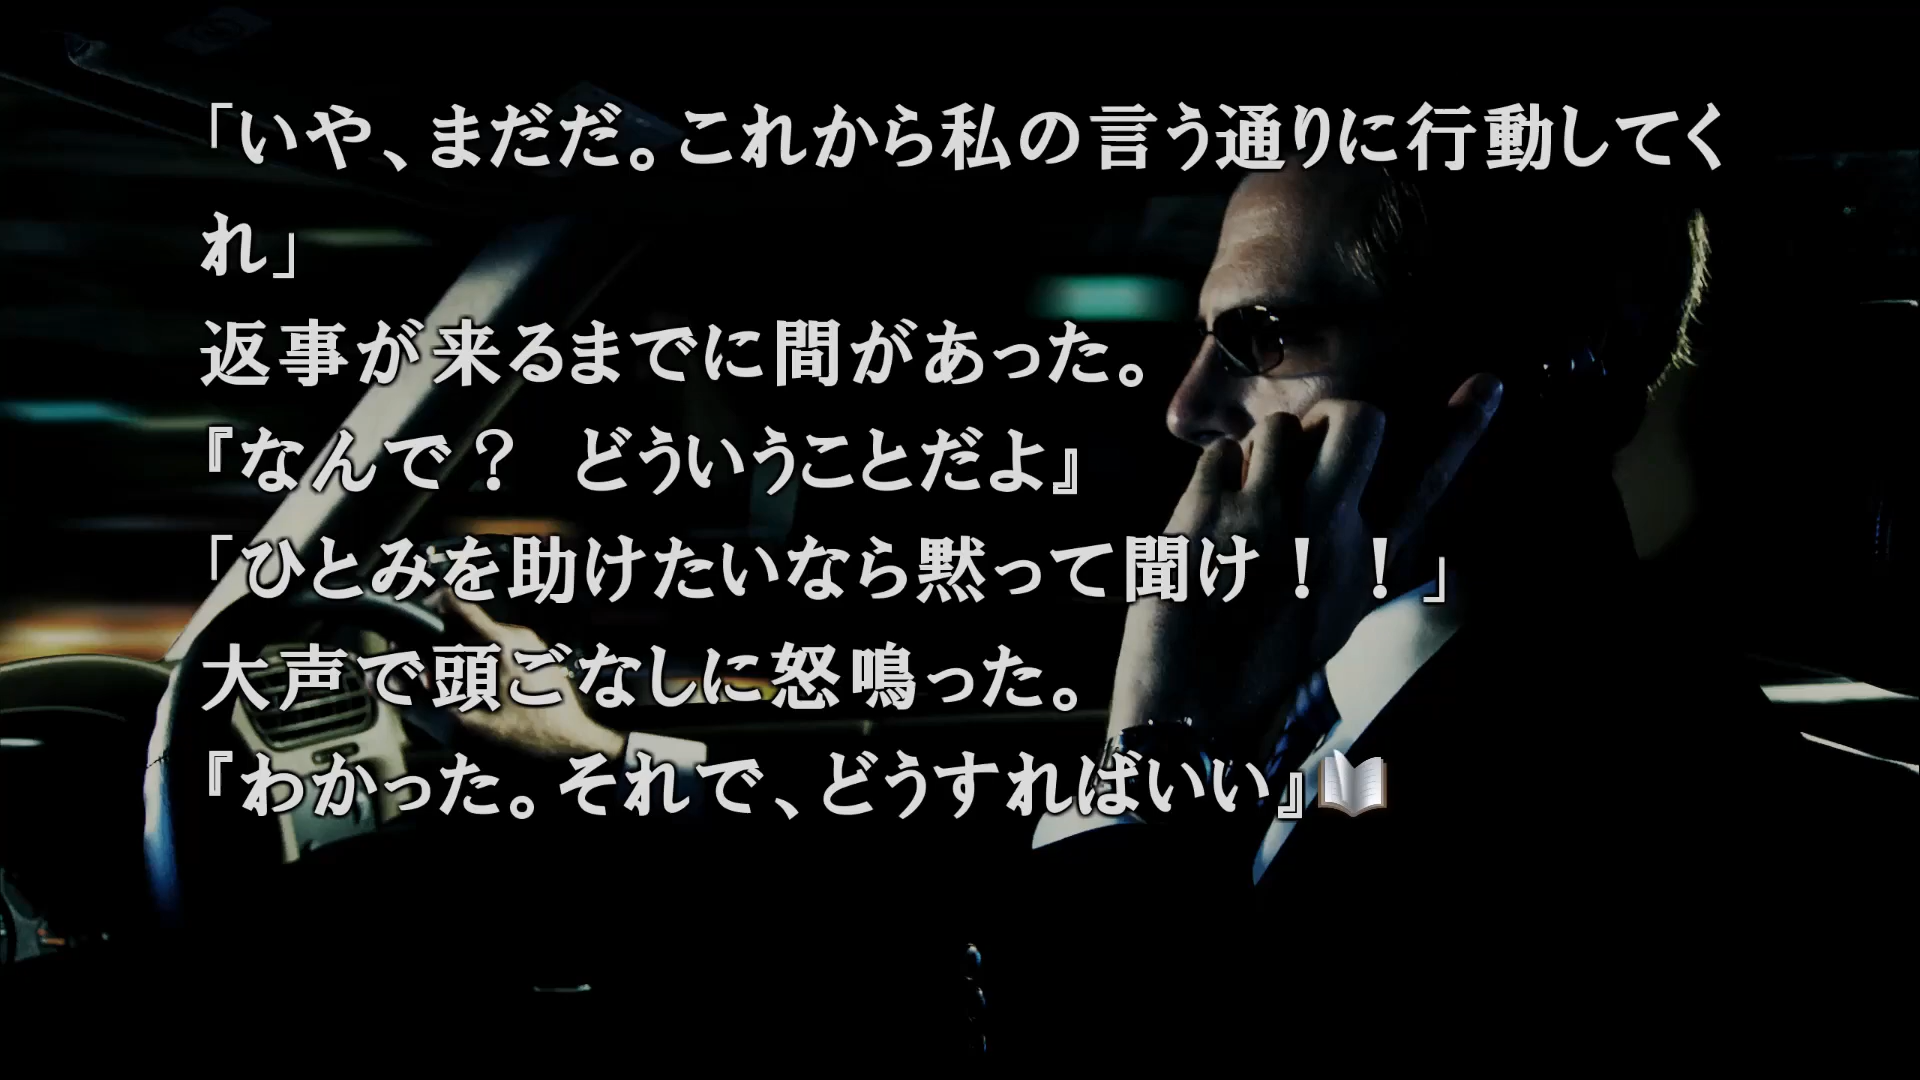 「いや、まだだ。これから私の言う通りに行動してく
れ」
返事が来るまでに間があった。
『なんで？　どういうことだよ』
「ひとみを助けたいなら黙って聞け！！」
大声で頭ごなしに怒鳴った。
『わかった。それで、どうすればいい』